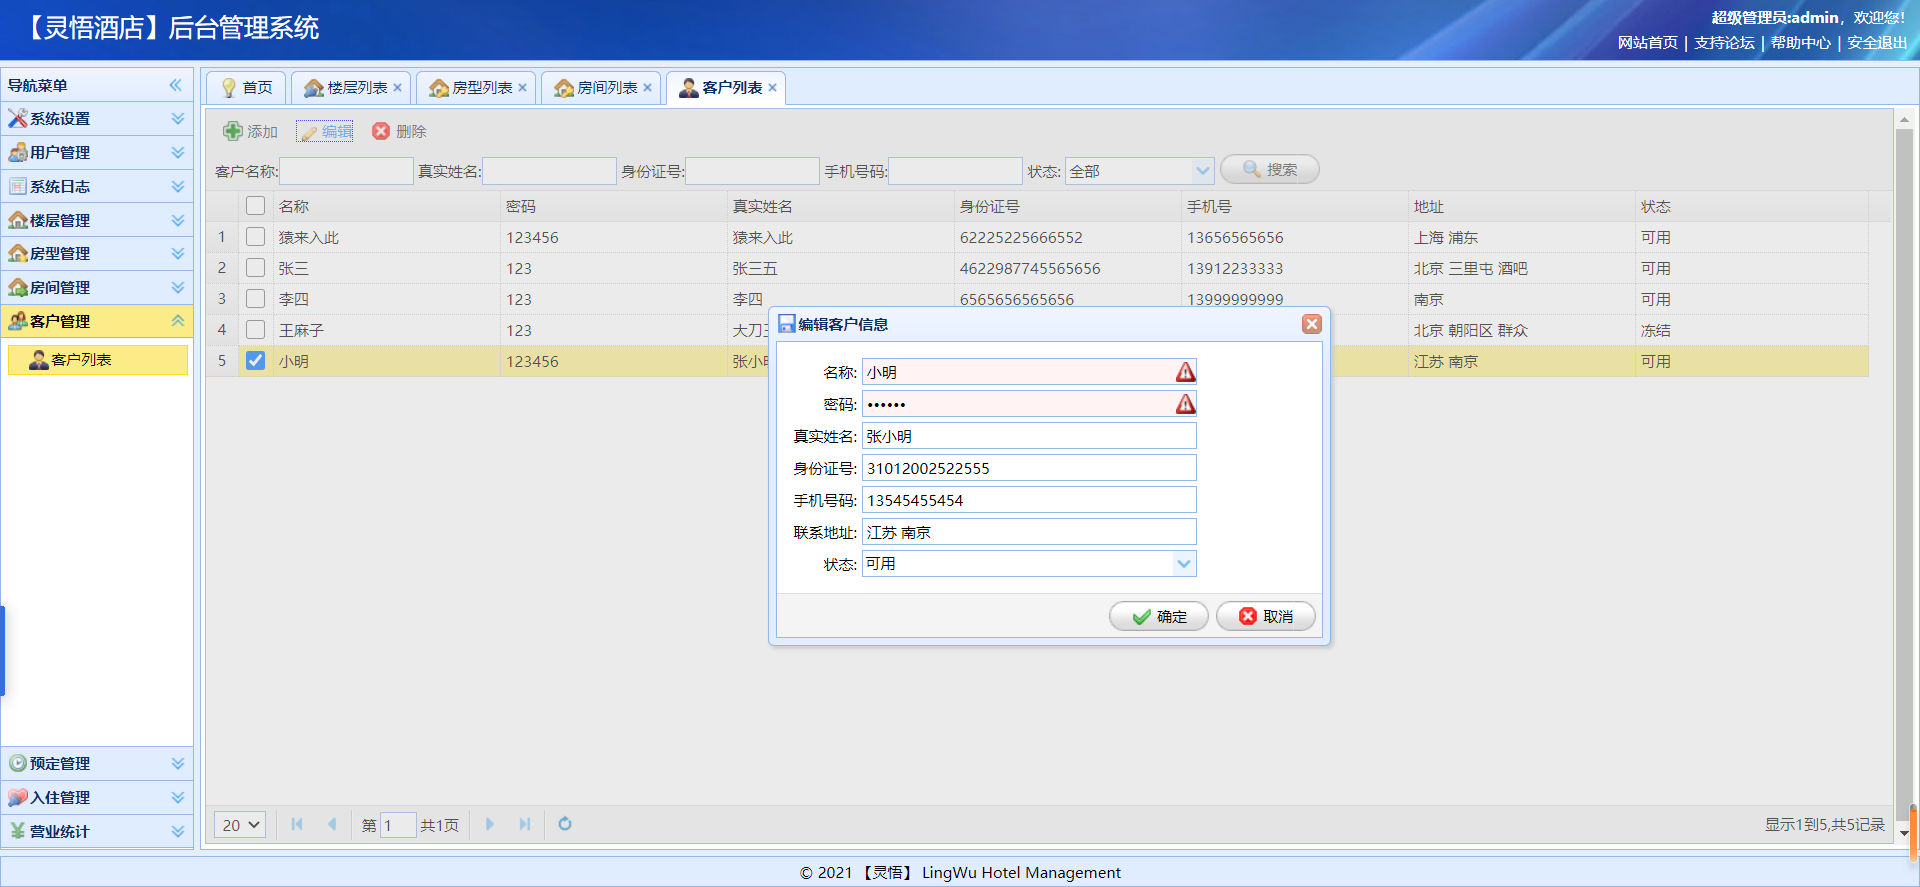 【灵悟酒店】后台管理系统
超级管理员:admin，欢迎您!
网站首页 | 支持论坛 | 帮助中心 | 安全退出
导航菜单
系统设置
用户管理
系统日志
楼层管理
房型管理
房间管理
客户管理
客户列表
预定管理
入住管理
营业统计
首页 楼层列表 房型列表 房间列表 客户列表
添加 编辑 删除
客户名称: 真实姓名: 身份证号: 手机号码: 状态: 全部 搜索
名称 密码 真实姓名 身份证号 手机号 地址 状态
1 猿来入此 123456 猿来入此 62225225666552 13656565656 上海 浦东 可用
2 张三 123 张三五 4622987745565656 13912233333 北京 三里屯 酒吧 可用
3 李四 123 李四 6565656565656 13999999999 南京 可用
4 王麻子 123 大刀 北京 朝阳区 群众 冻结
5 小明 123456 张小 江苏 南京 可用
编辑客户信息
名称: 小明
密码: ••••••
真实姓名: 张小明
身份证号: 31012002522555
手机号码: 13545455454
联系地址: 江苏 南京
状态: 可用
确定 取消
20 第 1 共1页
显示1到5,共5记录
© 2021 【灵悟】 LingWu Hotel Management